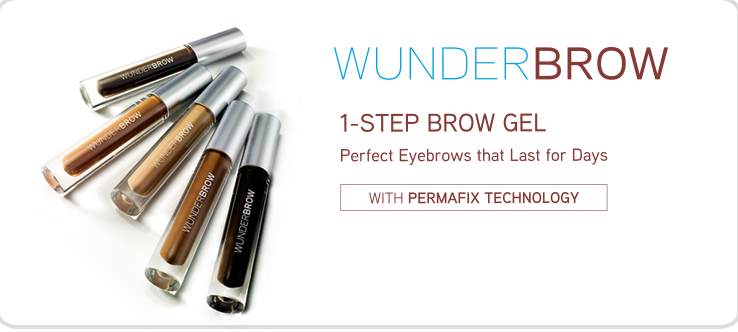 WUNDERBROW
1-STEP BROW GEL
Perfect Eyebrows that Last for Days
WITH PERMAFIX TECHNOLOGY
WUNDERBROW
WUNDERBROW
WUNDERBROW
WUNDERBROW
WUNDERBROW